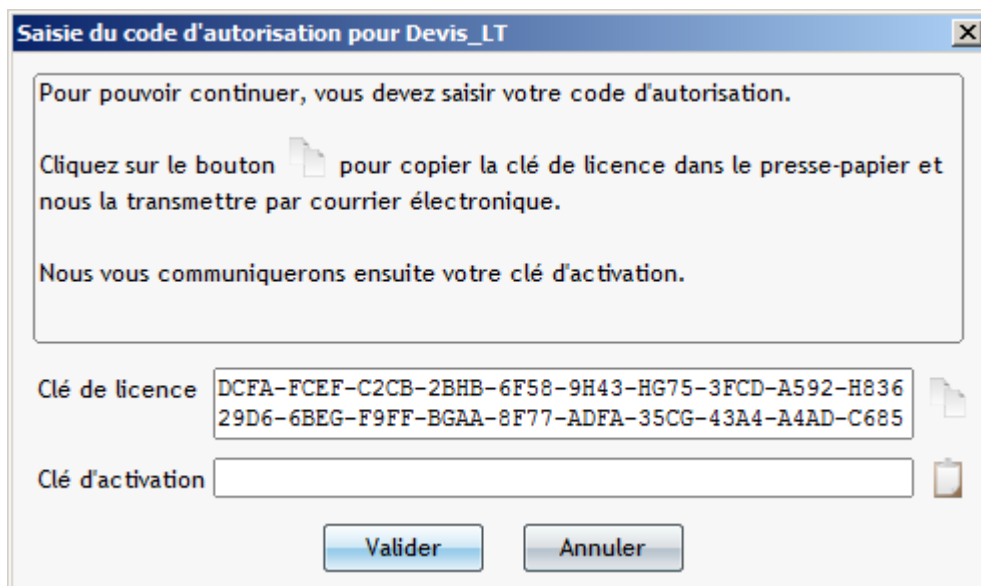 Saisie du code d'autorisation pour Devis_LT
Pour pouvoir continuer, vous devez saisir votre code d'autorisation.
Cliquez sur le bouton pour copier la clé de licence dans le presse-papier et
nous la transmettre par courrier électronique.
Nous vous communiquerons ensuite votre clé d'activation.
Clé de licence DCFA-FCEF-C2CB-2BHB-6F58-9H43-HG75-3FCD-A592-H836
29D6-6BEG-F9FF-BGAA-8F77-ADFA-35CG-43A4-A4AD-C685
Clé d'activation
Valider Annuler